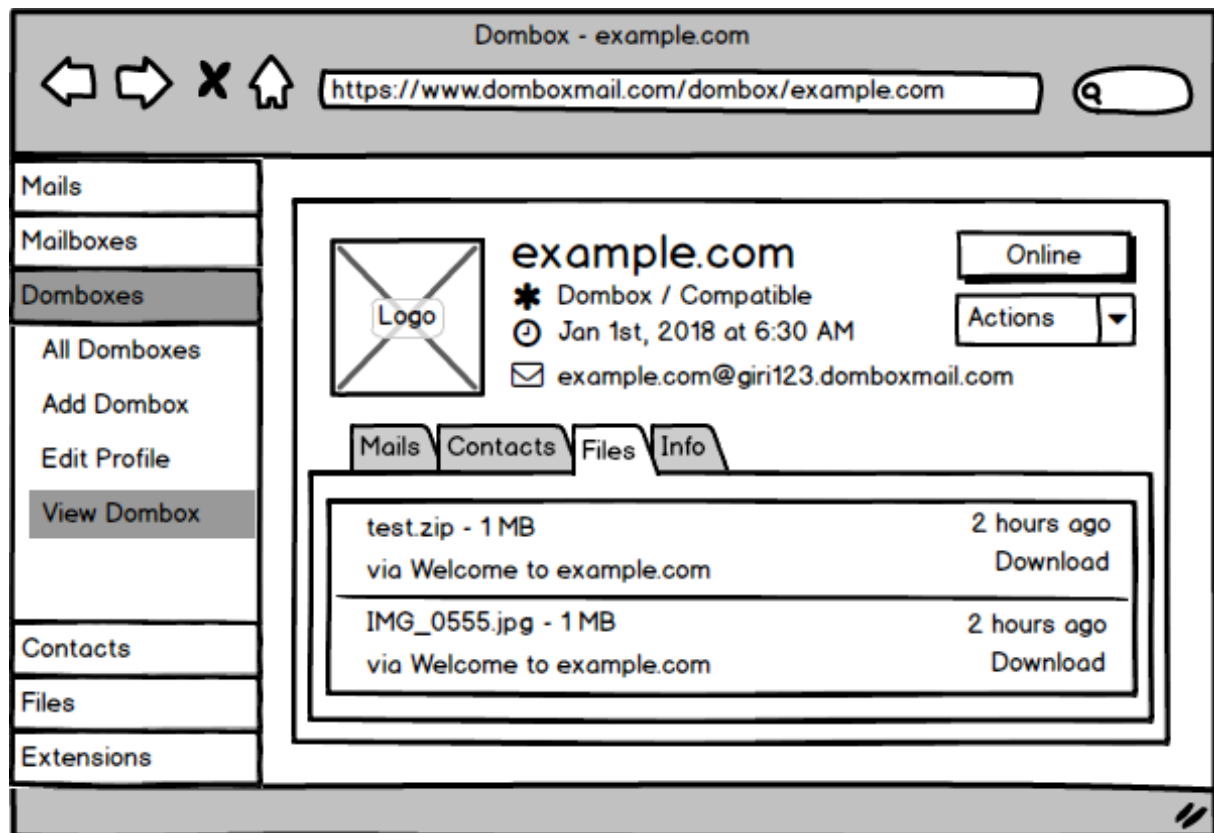 Dombox - example.com
https://www.domboxmail.com/dombox/example.com
Mails
Mailboxes
Domboxes
All Domboxes
Add Dombox
Edit Profile
View Dombox
Contacts
Files
Extensions
Logo
example.com
Dombox / Compatible
Jan 1st, 2018 at 6:30 AM
example.com@giri123.domboxmail.com
Online
Actions
Mails Contacts Files Info
test.zip - 1 MB 2 hours ago
via Welcome to example.com Download
IMG_0555.jpg - 1 MB 2 hours ago
via Welcome to example.com Download